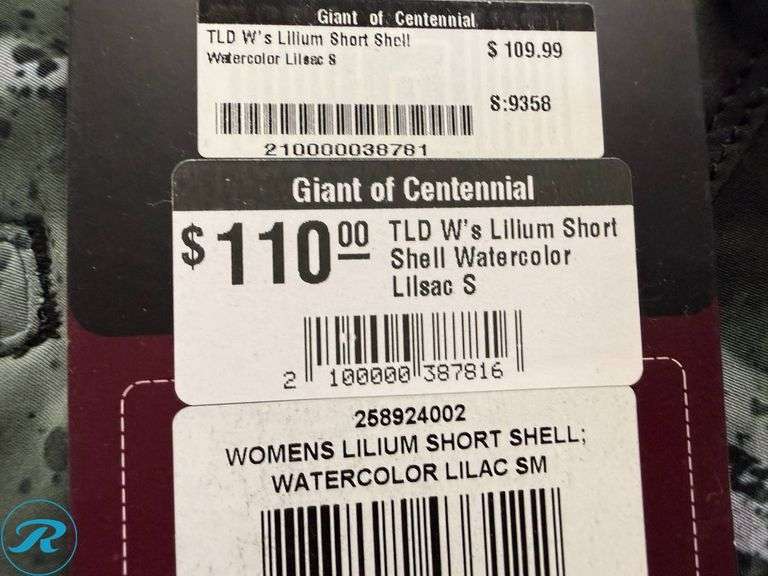 Giant of Centennial
TLD W's Lilium Short Shell
Watercolor Lilsac S
$ 109.99
S:9358
210000038781
Giant of Centennial
$ 110.00
TLD W's Lilium Short
Shell Watercolor
Lilsac S
2 100000 387816
258924002
WOMENS LILIUM SHORT SHELL;
WATERCOLOR LILAC SM
R